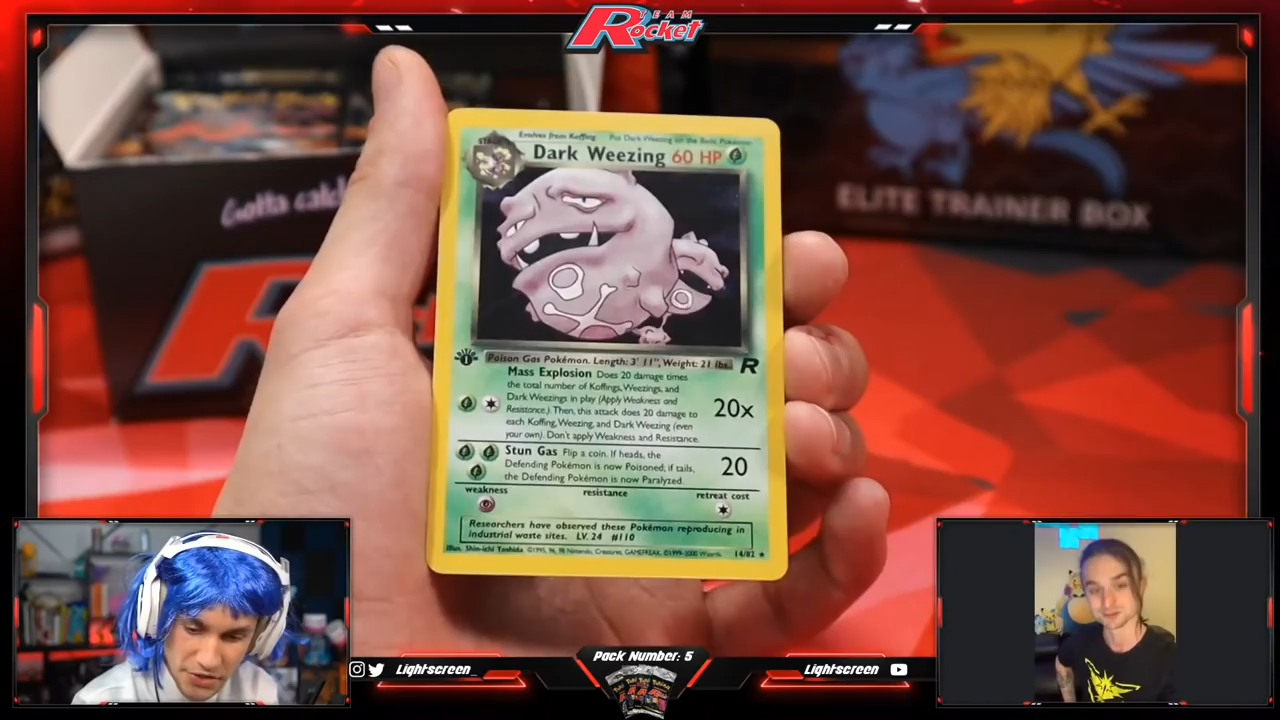 TEAM
Rocket
ELITE TRAINER BOX
Gotta catch
R
STAGE 1
Evolves from Koffing Put Dark Weezing on the Basic Pokémon
Dark Weezing 60 HP
1
Poison Gas Pokémon. Length: 3' 11", Weight: 21 lbs.
R
Mass Explosion Does 20 damage times
the total number of Koffings, Weezings, and
Dark Weezings in play. (Apply Weakness and
Resistance.) Then, this attack does 20 damage to
each Koffing, Weezing, and Dark Weezing (even
your own). Don't apply Weakness and Resistance.
20x
Stun Gas Flip a coin. If heads, the
Defending Pokémon is now Poisoned; if tails,
the Defending Pokémon is now Paralyzed.
20
weakness resistance retreat cost
Researchers have observed these Pokémon reproducing in
industrial waste sites. LV. 24 #110
Illus. Shin-ichi Yoshida ©1995, 96, 98 Nintendo, Creatures, GAMEFREAK. ©1999-2000 Wizards. 14/82
Pack Number: 5
Lightscreen_
Lightscreen